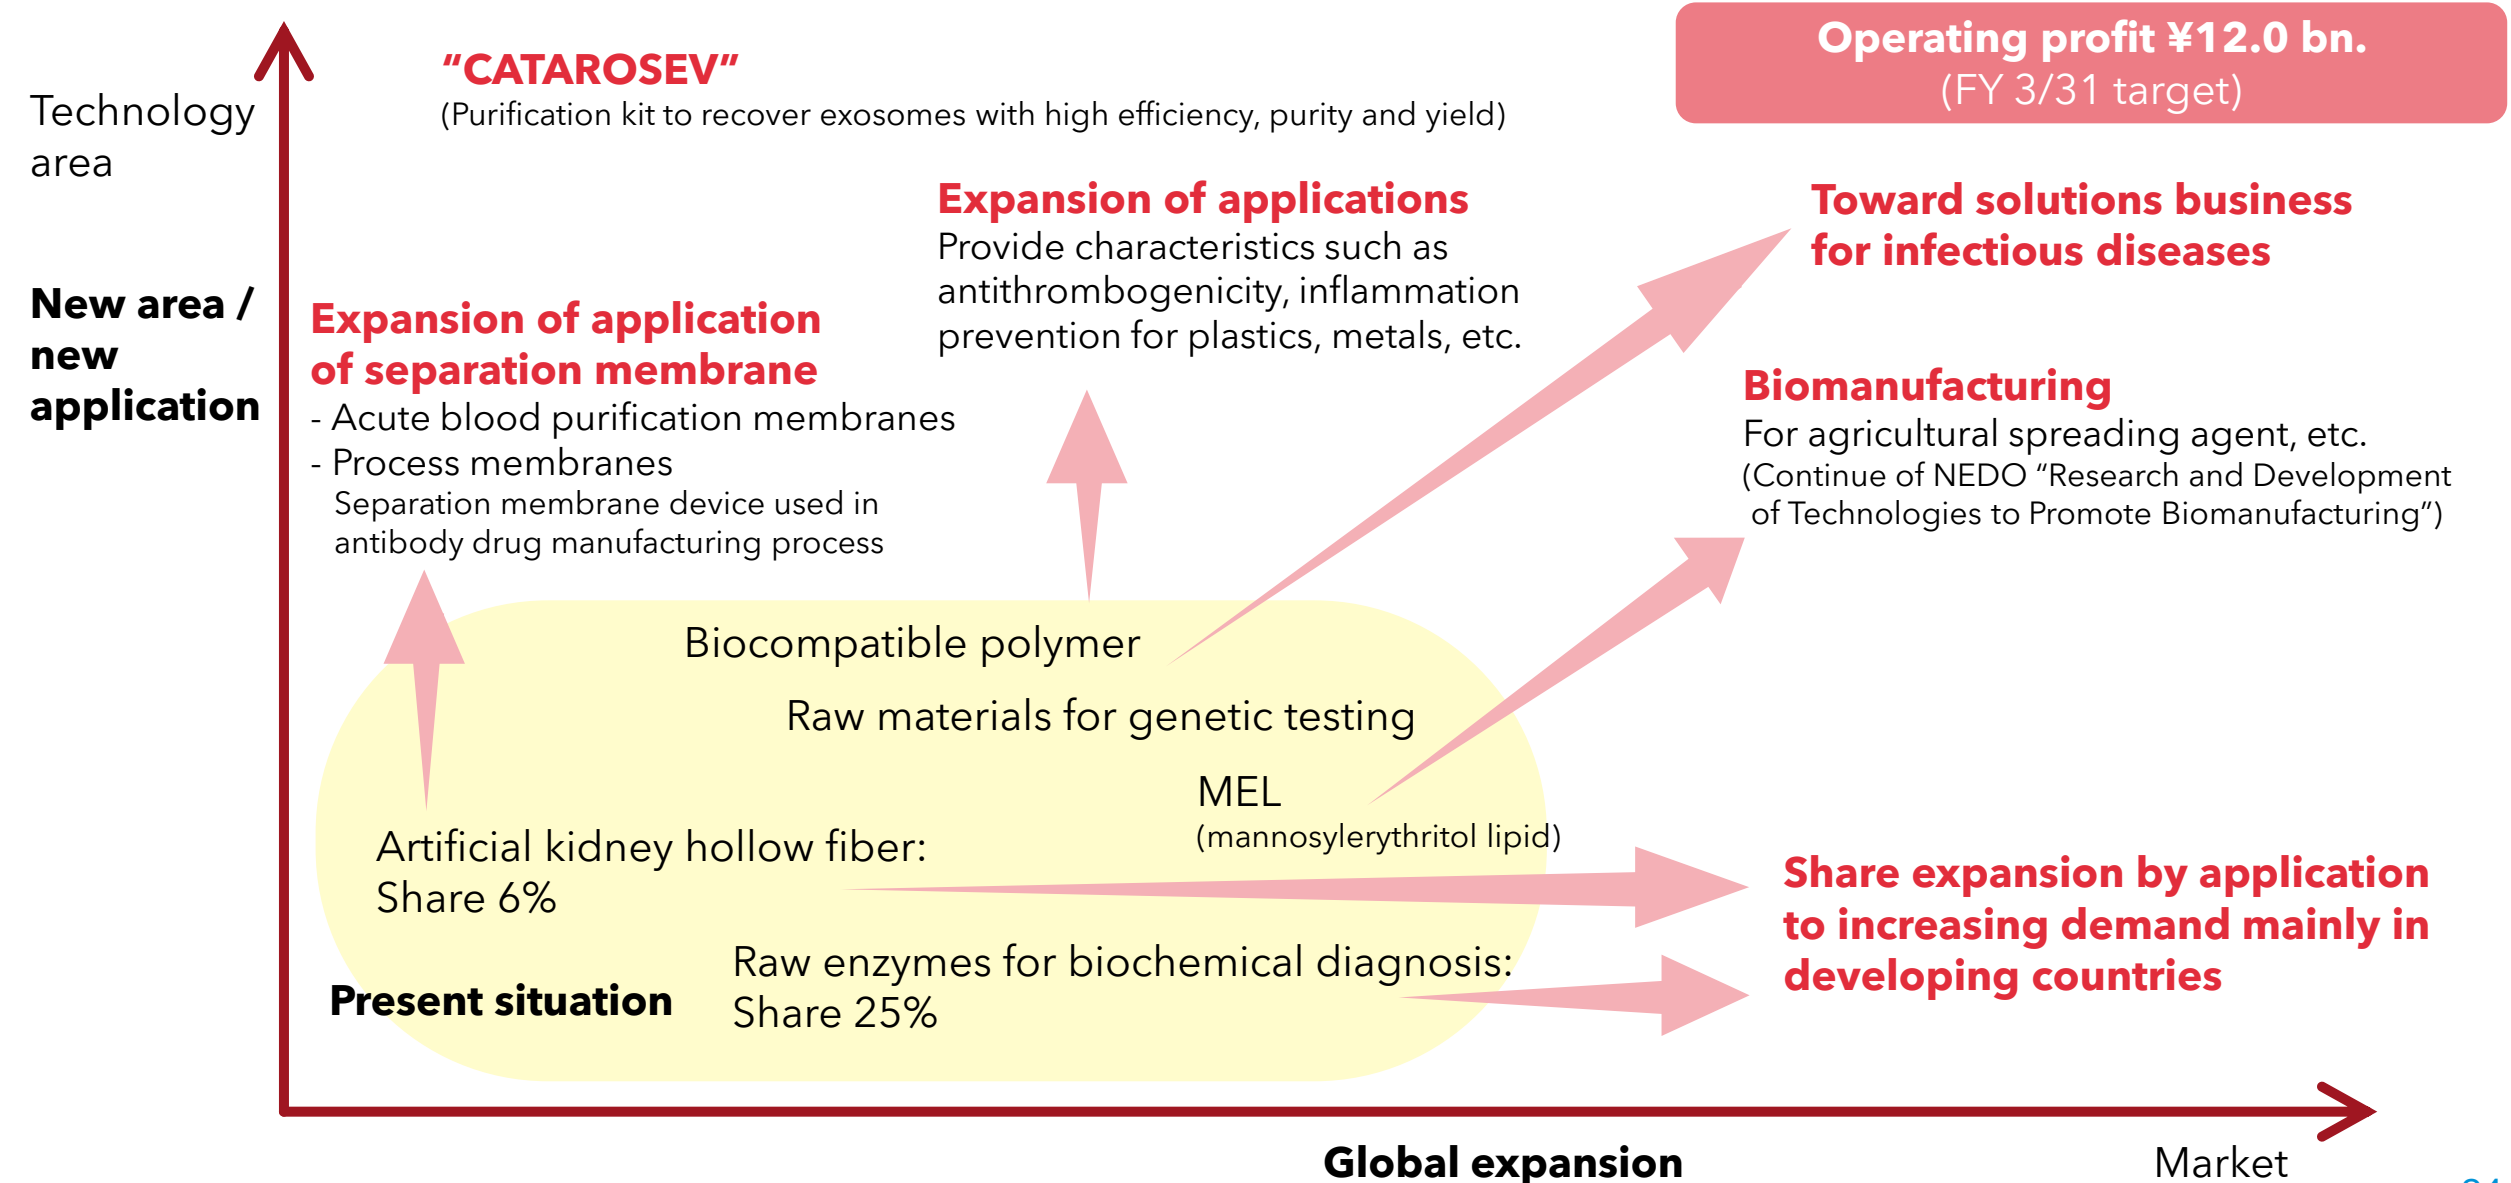 Operating profit ¥12.0 bn.
(FY 3/31 target)
Technology
area
New area /
new
application
“CATAROSEV”
(Purification kit to recover exosomes with high efficiency, purity and yield)
Expansion of applications
Provide characteristics such as
antithrombogenicity, inflammation
prevention for plastics, metals, etc.
Toward solutions business
for infectious diseases
Expansion of application
of separation membrane
- Acute blood purification membranes
- Process membranes
Separation membrane device used in
antibody drug manufacturing process
Biomanufacturing
For agricultural spreading agent, etc.
(Continue of NEDO “Research and Development
of Technologies to Promote Biomanufacturing”)
Biocompatible polymer
Raw materials for genetic testing
MEL
(mannosylerythritol lipid)
Artificial kidney hollow fiber:
Share 6%
Raw enzymes for biochemical diagnosis:
Share 25%
Present situation
Share expansion by application
to increasing demand mainly in
developing countries
Global expansion
Market